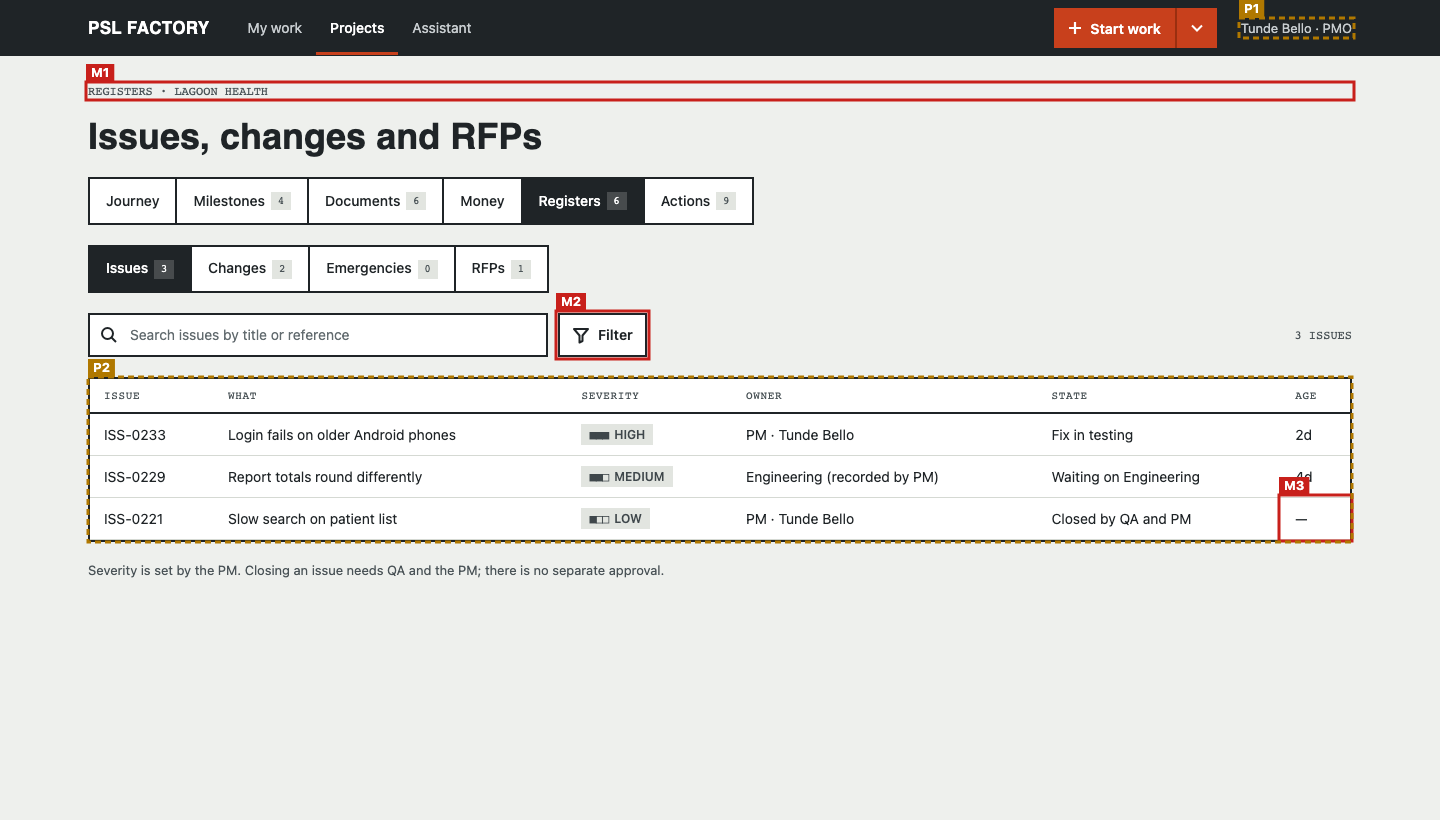 PSL FACTORY My work Projects Assistant + Start work P1 Tunde Bello · PMO
M1
REGISTERS · LAGOON HEALTH
Issues, changes and RFPs
Journey Milestones 4 Documents 6 Money Registers 6 Actions 9
Issues 3 Changes 2 Emergencies 0 RFPs 1
M2
Search issues by title or reference Filter 3 ISSUES
P2
ISSUE WHAT SEVERITY OWNER STATE AGE
ISS-0233 Login fails on older Android phones HIGH PM · Tunde Bello Fix in testing 2d
ISS-0229 Report totals round differently MEDIUM Engineering (recorded by PM) Waiting on Engineering 4d
M3
ISS-0221 Slow search on patient list LOW PM · Tunde Bello Closed by QA and PM —
Severity is set by the PM. Closing an issue needs QA and the PM; there is no separate approval.